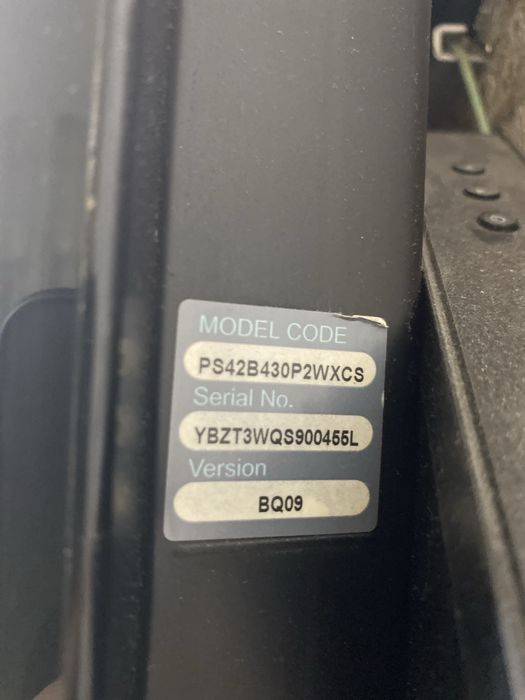 MODEL CODE
PS42B430P2WXCS
Serial No.
YBZT3WQS900455L
Version
BQ09